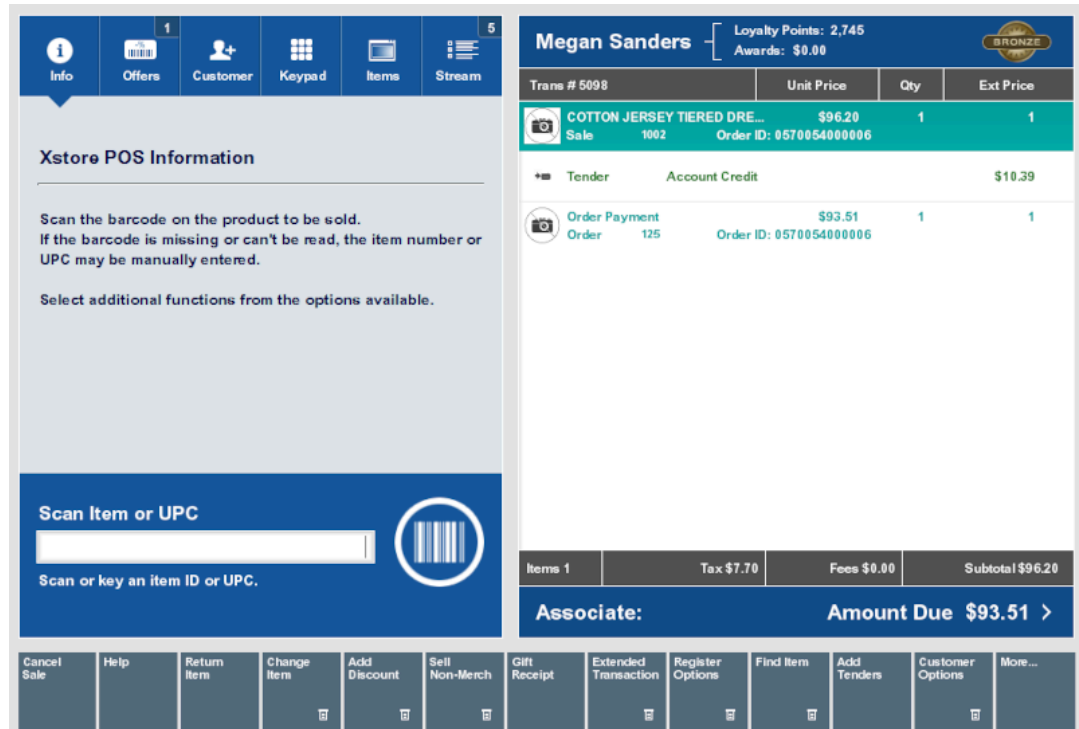 1
5
Info
Offers
Customer
Keypad
Items
Stream
Xstore POS Information
Scan the barcode on the product to be sold.
If the barcode is missing or can't be read, the item number or
UPC may be manually entered.
Select additional functions from the options available.
Scan Item or UPC
Scan or key an item ID or UPC.
Megan Sanders
Loyalty Points: 2,745
Awards: $0.00
BRONZE
Trans # 5098 Unit Price Qty Ext Price
COTTON JERSEY TIERED DRE... $96.20 1 1
Sale 1002 Order ID: 0570054000006
Tender Account Credit $10.39
Order Payment $93.51 1 1
Order 125 Order ID: 0570054000006
Items 1 Tax $7.70 Fees $0.00 Subtotal $96.20
Associate: Amount Due $93.51 >
Cancel Sale
Help
Return Item
Change Item
Add Discount
Sell Non-Merch
Gift Receipt
Extended Transaction
Register Options
Find Item
Add Tenders
Customer Options
More...